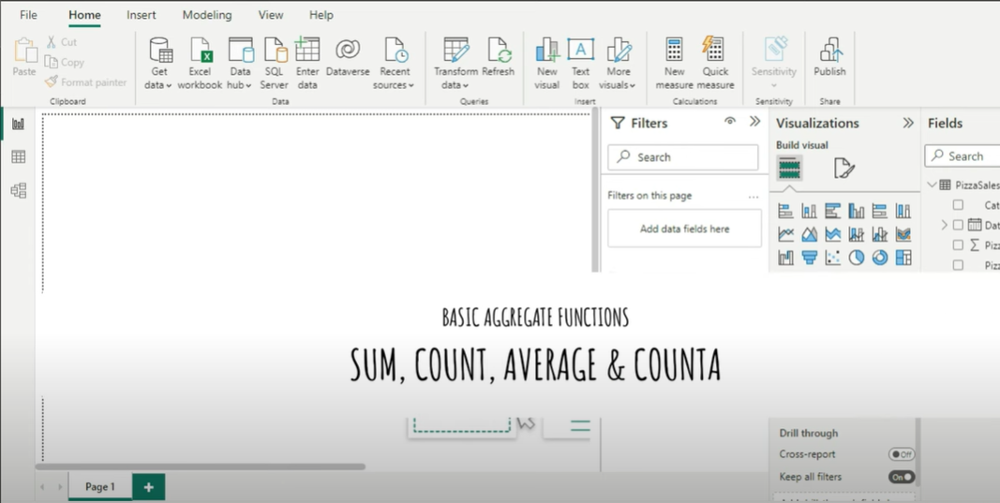 File Home Insert Modeling View Help
Paste
Cut
Copy
Format painter
Clipboard
Get data
Excel workbook
Data hub
SQL Server
Enter data
Dataverse
Recent sources
Data
Transform data
Refresh
Queries
New visual
Text box
More visuals
Insert
New measure
Quick measure
Calculations
Sensitivity
Sensitivity
Publish
Share
Filters
Search
Filters on this page
Add data fields here
Visualizations
Build visual
Fields
Search
PizzaSales
Cat
Dat
Pizz
Pizz
BASIC AGGREGATE FUNCTIONS
SUM, COUNT, AVERAGE & COUNTA
Drill through
Cross-report Off
Keep all filters On
Page 1